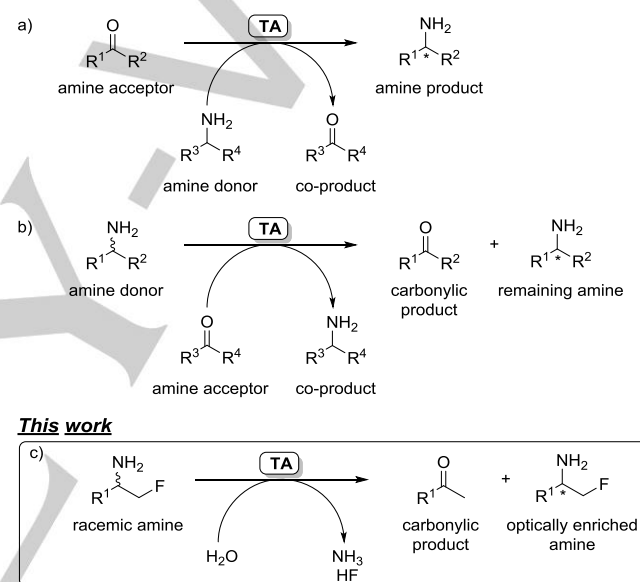 a)
O
R1 R2
amine acceptor
TA
NH2
R1 * R2
amine product
NH2
R3 R4
amine donor
O
R3 R4
co-product
b)
NH2
R1 R2
amine donor
TA
O
R1 R2
carbonylic
product
+
NH2
R1 * R2
remaining amine
O
R3 R4
amine acceptor
NH2
R3 R4
co-product
This work
c)
NH2
R1 F
racemic amine
TA
H2O
NH3
HF
O
R1
carbonylic
product
+
NH2
R1 * F
optically enriched
amine